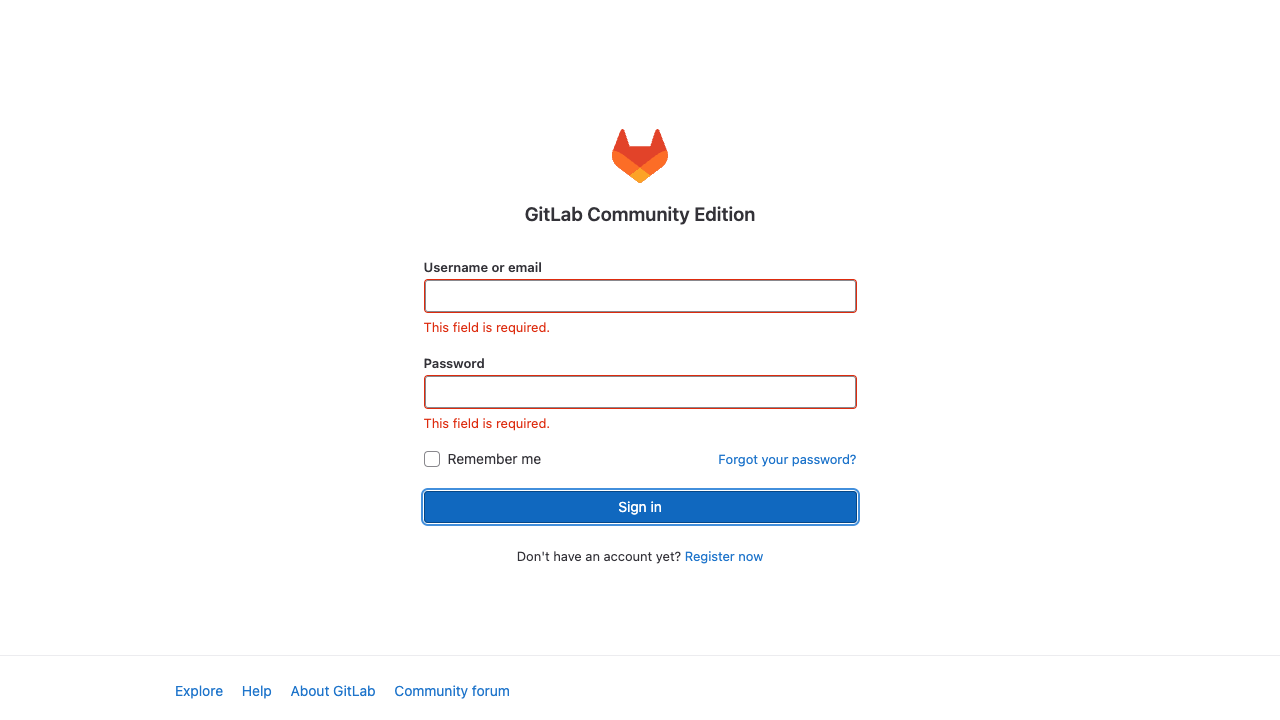 GitLab Community Edition
Username or email
This field is required.
Password
This field is required.
Remember me Forgot your password?
Sign in
Don't have an account yet? Register now
Explore Help About GitLab Community forum